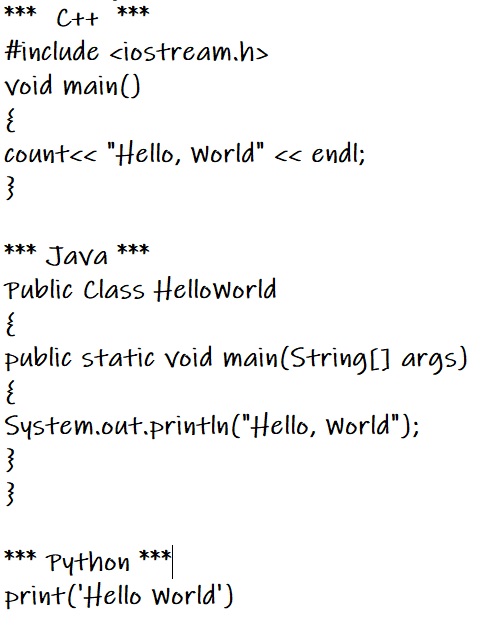 *** C++ ***
#include <iostream.h>
void main()
{
count<< "Hello, World" << endl;
}
*** Java ***
Public Class HelloWorld
{
public static void main(String[] args)
{
System.out.println("Hello, World");
}
}
*** Python ***
print('Hello World')